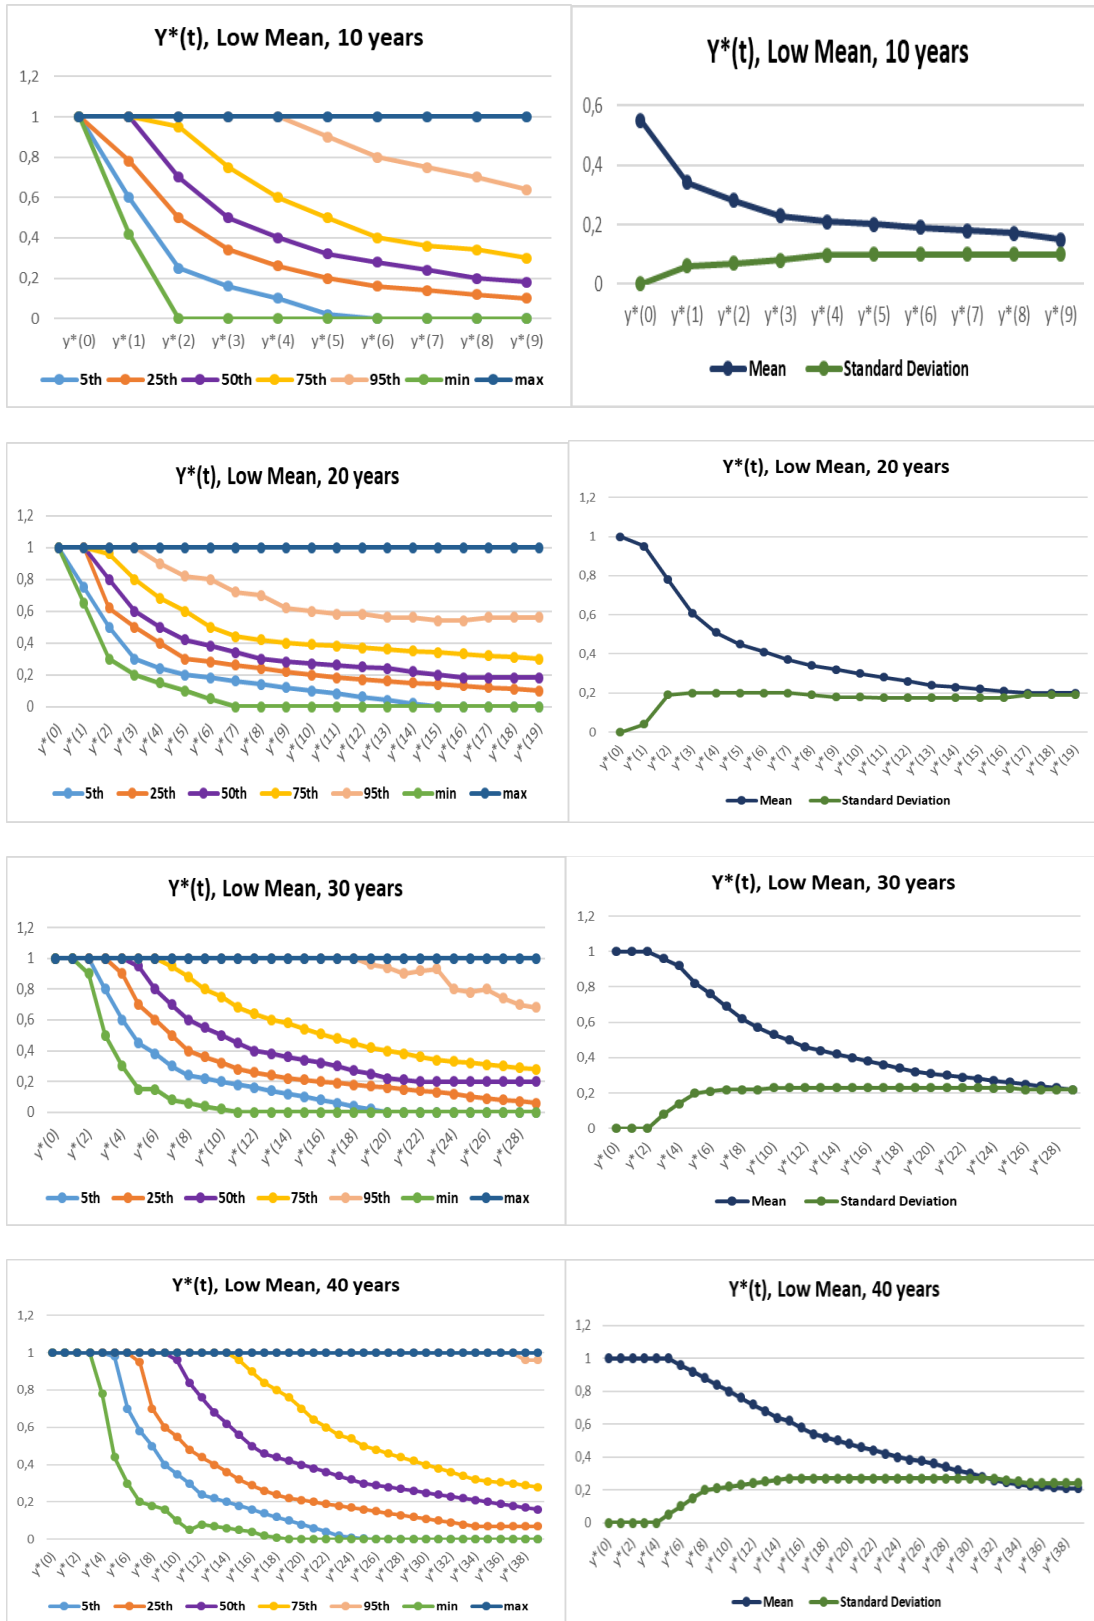 Y*(t), Low Mean, 10 years
1,2
1
0,8
0,6
0,4
0,2
0
y*(0) y*(1) y*(2) y*(3) y*(4) y*(5) y*(6) y*(7) y*(8) y*(9)
5th 25th 50th 75th 95th min max
Y*(t), Low Mean, 10 years
0,6
0,4
0,2
0
y*(0) y*(1) y*(2) y*(3) y*(4) y*(5) y*(6) y*(7) y*(8) y*(9)
Mean Standard Deviation
Y*(t), Low Mean, 20 years
1,2
1
0,8
0,6
0,4
0,2
0
y*(0) y*(1) y*(2) y*(3) y*(4) y*(5) y*(6) y*(7) y*(8) y*(9) y*(10) y*(11) y*(12) y*(13) y*(14) y*(15) y*(16) y*(17) y*(18) y*(19)
5th 25th 50th 75th 95th min max
Y*(t), Low Mean, 20 years
1,2
1
0,8
0,6
0,4
0,2
0
y*(0) y*(1) y*(2) y*(3) y*(4) y*(5) y*(6) y*(7) y*(8) y*(9) y*(10) y*(11) y*(12) y*(13) y*(14) y*(15) y*(16) y*(17) y*(18) y*(19)
Mean Standard Deviation
Y*(t), Low Mean, 30 years
1,2
1
0,8
0,6
0,4
0,2
0
y*(0) y*(2) y*(4) y*(6) y*(8) y*(10) y*(12) y*(14) y*(16) y*(18) y*(20) y*(22) y*(24) y*(26) y*(28)
5th 25th 50th 75th 95th min max
Y*(t), Low Mean, 30 years
1,2
1
0,8
0,6
0,4
0,2
0
y*(0) y*(2) y*(4) y*(6) y*(8) y*(10) y*(12) y*(14) y*(16) y*(18) y*(20) y*(22) y*(24) y*(26) y*(28)
Mean Standard Deviation
Y*(t), Low Mean, 40 years
1,2
1
0,8
0,6
0,4
0,2
0
y*(0) y*(2) y*(4) y*(6) y*(8) y*(10) y*(12) y*(14) y*(16) y*(18) y*(20) y*(22) y*(24) y*(26) y*(28) y*(30) y*(32) y*(34) y*(36) y*(38)
5th 25th 50th 75th 95th min max
Y*(t), Low Mean, 40 years
1,2
1
0,8
0,6
0,4
0,2
0
y*(0) y*(2) y*(4) y*(6) y*(8) y*(10) y*(12) y*(14) y*(16) y*(18) y*(20) y*(22) y*(24) y*(26) y*(28) y*(30) y*(32) y*(34) y*(36) y*(38)
Mean Standard Deviation